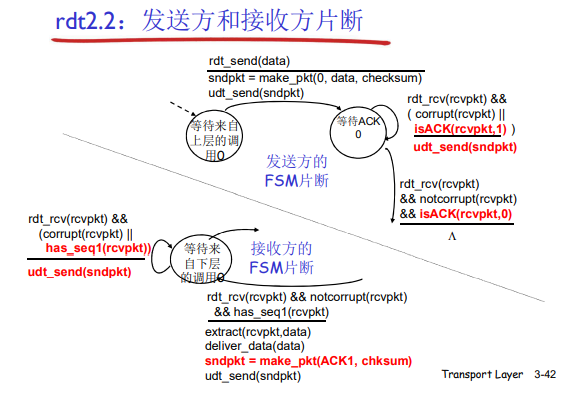 rdt2.2：发送方和接收方片断
rdt_send(data)
sndpkt = make_pkt(0, data, checksum)
udt_send(sndpkt)
等待来自
上层的调
用0
等待ACK
0
rdt_rcv(rcvpkt) &&
( corrupt(rcvpkt) ||
isACK(rcvpkt,1) )
udt_send(sndpkt)
发送方的
FSM片断
rdt_rcv(rcvpkt)
&& notcorrupt(rcvpkt)
&& isACK(rcvpkt,0)
Λ
rdt_rcv(rcvpkt) &&
(corrupt(rcvpkt) ||
has_seq1(rcvpkt))
udt_send(sndpkt)
等待来
自下层
的调用0
接收方的
FSM片断
rdt_rcv(rcvpkt) && notcorrupt(rcvpkt)
&& has_seq1(rcvpkt)
extract(rcvpkt,data)
deliver_data(data)
sndpkt = make_pkt(ACK1, chksum)
udt_send(sndpkt)
Transport Layer 3-42